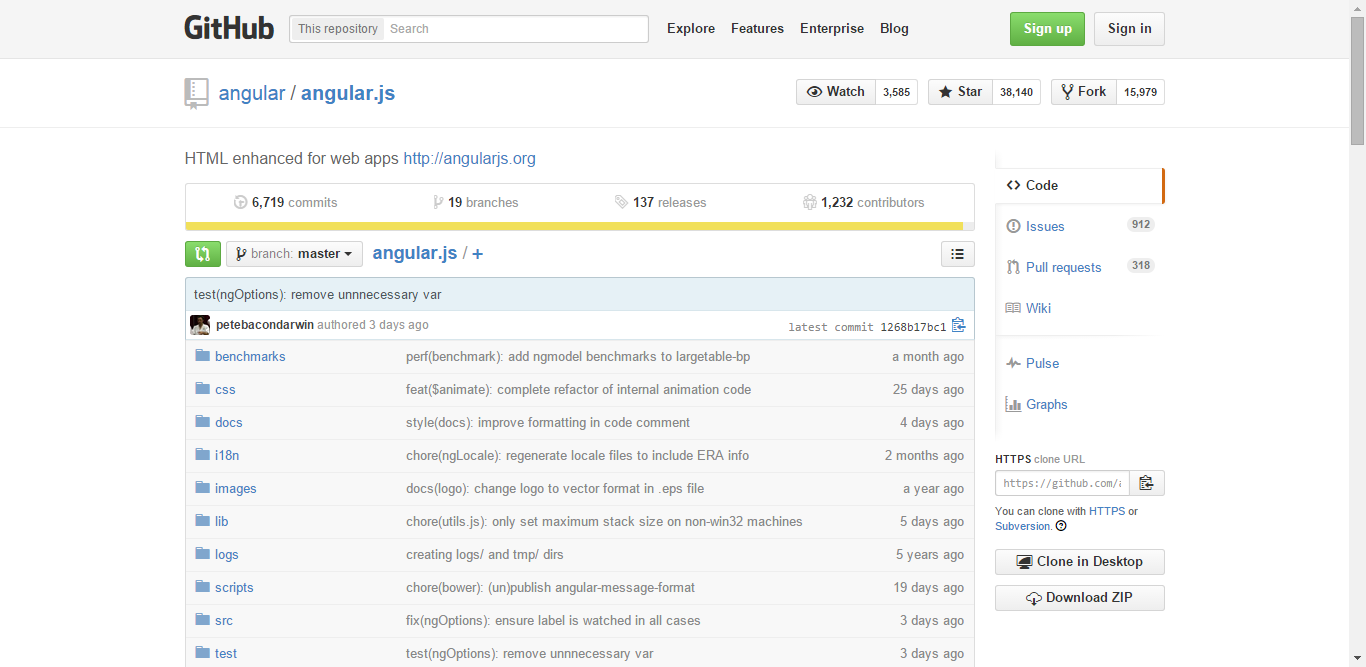 GitHub This repository Search Explore Features Enterprise Blog Sign up Sign in
angular / angular.js Watch 3,585 Star 38,140 Fork 15,979
HTML enhanced for web apps http://angularjs.org
6,719 commits 19 branches 137 releases 1,232 contributors
branch: master angular.js / +
test(ngOptions): remove unnnecessary var
petebacondarwin authored 3 days ago latest commit 1268b17bc1
benchmarks perf(benchmark): add ngmodel benchmarks to largetable-bp a month ago
css feat($animate): complete refactor of internal animation code 25 days ago
docs style(docs): improve formatting in code comment 4 days ago
i18n chore(ngLocale): regenerate locale files to include ERA info 2 months ago
images docs(logo): change logo to vector format in .eps file a year ago
lib chore(utils.js): only set maximum stack size on non-win32 machines 5 days ago
logs creating logs/ and tmp/ dirs 5 years ago
scripts chore(bower): (un)publish angular-message-format 19 days ago
src fix(ngOptions): ensure label is watched in all cases 3 days ago
test test(ngOptions): remove unnnecessary var 3 days ago
Code
Issues 912
Pull requests 318
Wiki
Pulse
Graphs
HTTPS clone URL
https://github.com/a
You can clone with HTTPS or
Subversion.
Clone in Desktop
Download ZIP